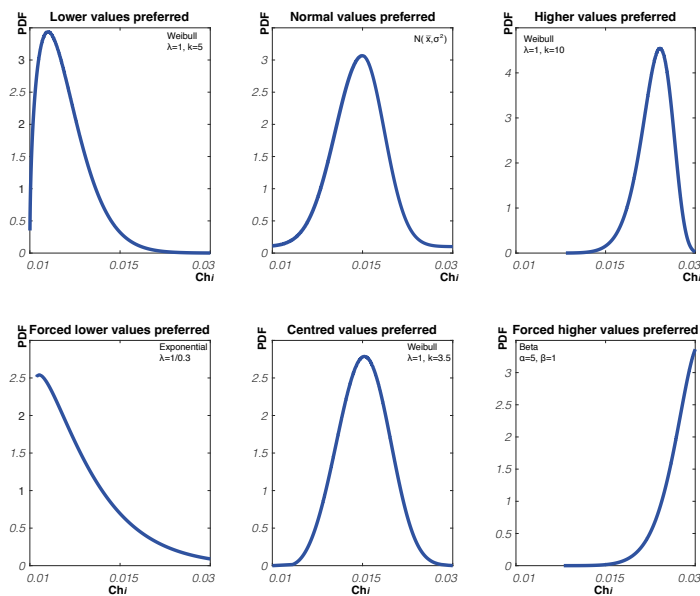 Lower values preferred
PDF
Weibull
λ=1, k=5
3
2.5
2
1.5
1
0.5
0
0.01
0.015
0.03
Chi
Normal values preferred
PDF
N( x̄,σ²)
3.5
3
2.5
2
1.5
1
0.5
0
0.01
0.015
0.03
Chi
Higher values preferred
PDF
Weibull
λ=1, k=10
4
3
2
1
0
0.015
0.03
Chi
Forced lower values preferred
PDF
Exponential
λ=1/0.3
2.5
2
1.5
1
0.5
0
0.01
0.015
0.03
Chi
Centred values preferred
PDF
Weibull
λ=1, k=3.5
2.5
2
1.5
1
0.5
0
0.01
0.015
0.03
Chi
Forced higher values preferred
PDF
Beta
α=5, β=1
3
2.5
2
1.5
1
0.5
0
0.01
0.015
0.03
Chi